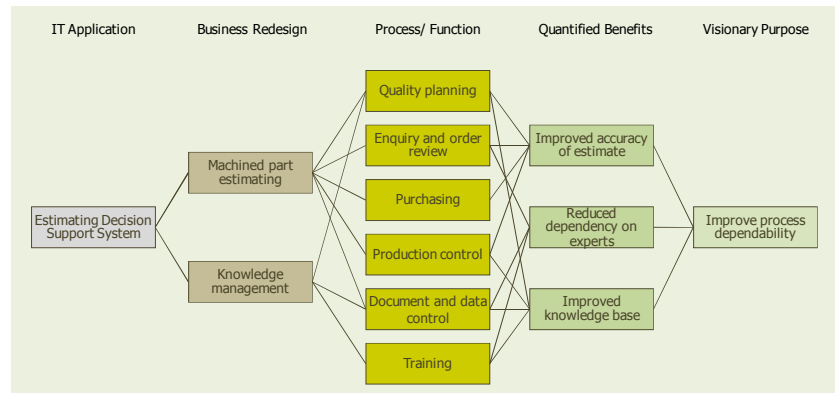 IT Application
Business Redesign
Process/ Function
Quantified Benefits
Visionary Purpose
Quality planning
Enquiry and order
review
Improved accuracy
of estimate
Machined part
estimating
Purchasing
Estimating Decision
Support System
Reduced
dependency on
experts
Improve process
dependability
Production control
Knowledge
management
Document and data
control
Improved
knowledge base
Training